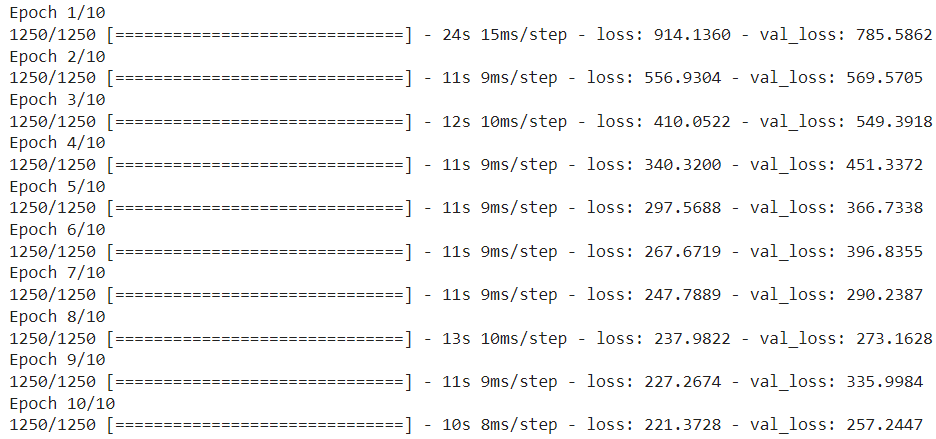 Epoch 1/10
1250/1250 [==============================] - 24s 15ms/step - loss: 914.1360 - val_loss: 785.5862
Epoch 2/10
1250/1250 [==============================] - 11s 9ms/step - loss: 556.9304 - val_loss: 569.5705
Epoch 3/10
1250/1250 [==============================] - 12s 10ms/step - loss: 410.0522 - val_loss: 549.3918
Epoch 4/10
1250/1250 [==============================] - 11s 9ms/step - loss: 340.3200 - val_loss: 451.3372
Epoch 5/10
1250/1250 [==============================] - 11s 9ms/step - loss: 297.5688 - val_loss: 366.7338
Epoch 6/10
1250/1250 [==============================] - 11s 9ms/step - loss: 267.6719 - val_loss: 396.8355
Epoch 7/10
1250/1250 [==============================] - 11s 9ms/step - loss: 247.7889 - val_loss: 290.2387
Epoch 8/10
1250/1250 [==============================] - 13s 10ms/step - loss: 237.9822 - val_loss: 273.1628
Epoch 9/10
1250/1250 [==============================] - 11s 9ms/step - loss: 227.2674 - val_loss: 335.9984
Epoch 10/10
1250/1250 [==============================] - 10s 8ms/step - loss: 221.3728 - val_loss: 257.2447